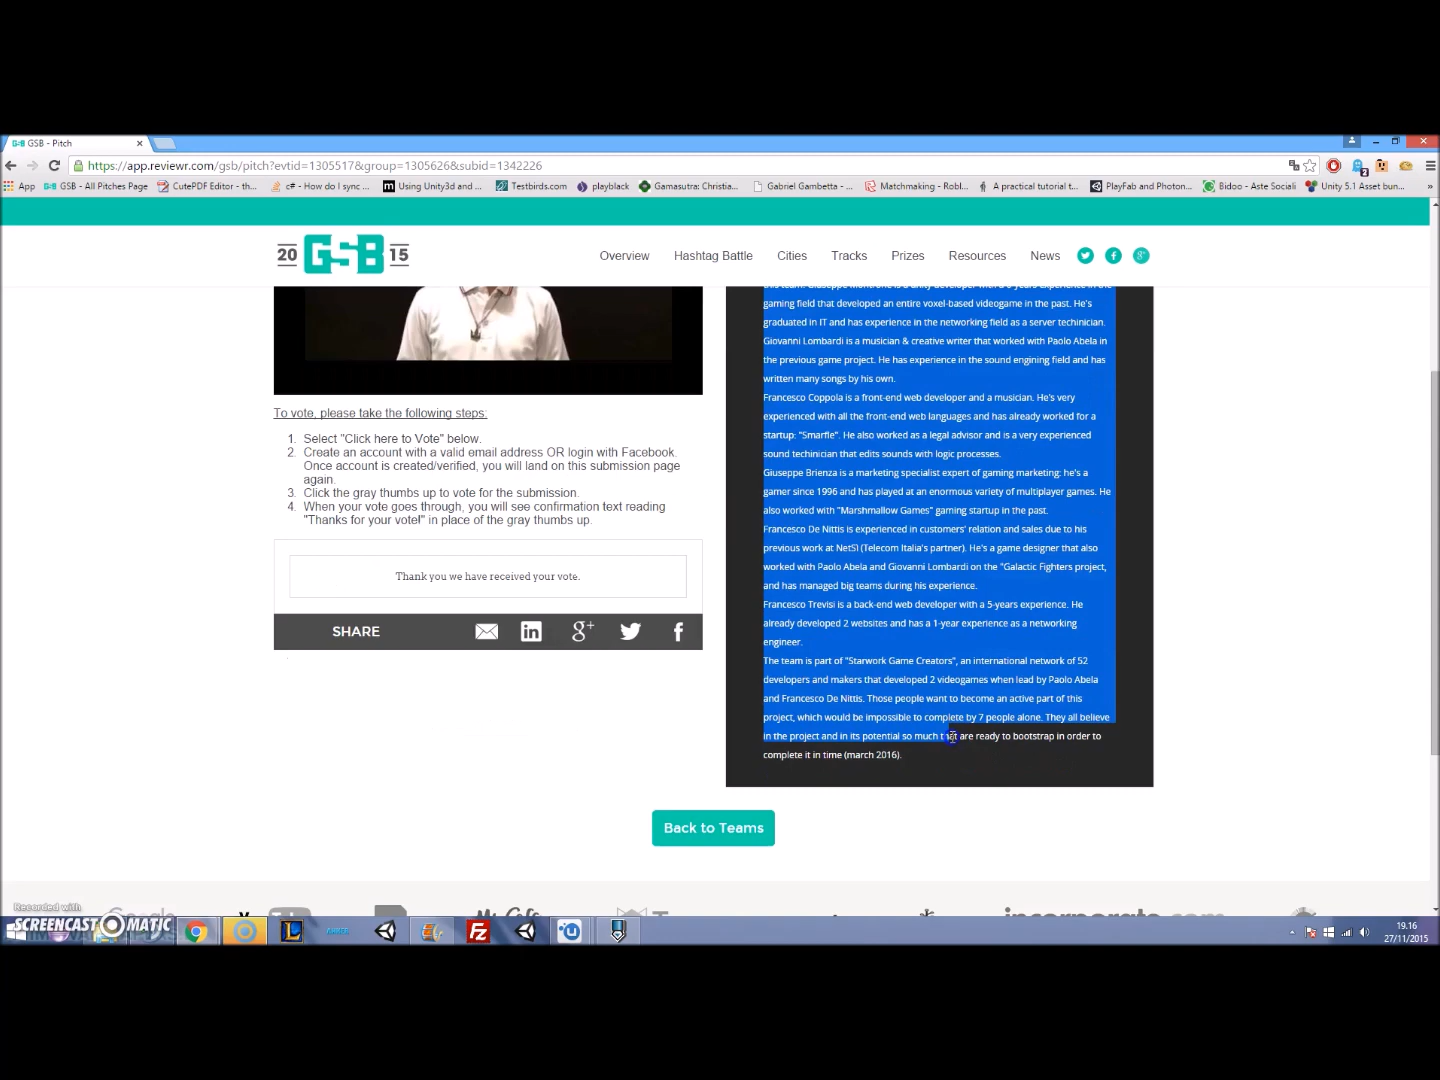 GSB - Pitch
https://app.reviewr.com/gsb/pitch?evtid=1305517&group=1305626&subid=1342226
App GSB - All Pitches Page CutePDF Editor - th... c# - How do I sync ... Using Unity3d and ... Testbirds.com playblack Gamasutra: Christia... Gabriel Gambetta - ... Matchmaking - Robl... A practical tutorial t... PlayFab and Photon... Bidoo - Aste Sociali Unity 5.1 Asset bun...
20 GSB 15 Overview Hashtag Battle Cities Tracks Prizes Resources News
gaming field that developed an entire voxel-based videogame in the past. He's
graduated in IT and has experience in the networking field as a server techinician.
Giovanni Lombardi is a musician & creative writer that worked with Paolo Abela in
the previous game project. He has experience in the sound engining field and has
written many songs by his own.
Francesco Coppola is a front-end web developer and a musician. He's very
experienced with all the front-end web languages and has already worked for a
startup: "Smarfle". He also worked as a legal advisor and is a very experienced
sound techinician that edits sounds with logic processes.
Giuseppe Brienza is a marketing specialist expert of gaming marketing: he's a
gamer since 1996 and has played at an enormous variety of multiplayer games. He
also worked with "Marshmallow Games" gaming startup in the past.
Francesco De Nittis is experienced in customers' relation and sales due to his
previous work at NetSI (Telecom Italia's partner). He's a game designer that also
worked with Paolo Abela and Giovanni Lombardi on the "Galactic Fighters project,
and has managed big teams during his experience.
Francesco Trevisi is a back-end web developer with a 5-years experience. He
already developed 2 websites and has a 1-year experience as a networking
engineer.
The team is part of "Starwork Game Creators", an international network of 52
developers and makers that developed 2 videogames when lead by Paolo Abela
and Francesco De Nittis. Those people want to become an active part of this
project, which would be impossible to complete by 7 people alone. They all believe
in the project and in its potential so much that are ready to bootstrap in order to
complete it in time (march 2016).
To vote, please take the following steps:
1. Select "Click here to Vote" below.
2. Create an account with a valid email address OR login with Facebook.
Once account is created/verified, you will land on this submission page
again.
3. Click the gray thumbs up to vote for the submission.
4. When your vote goes through, you will see confirmation text reading
"Thanks for your vote!" in place of the gray thumbs up.
Thank you we have received your vote.
SHARE
Back to Teams
Recorded with
SCREENCAST MATIC
19.16
27/11/2015